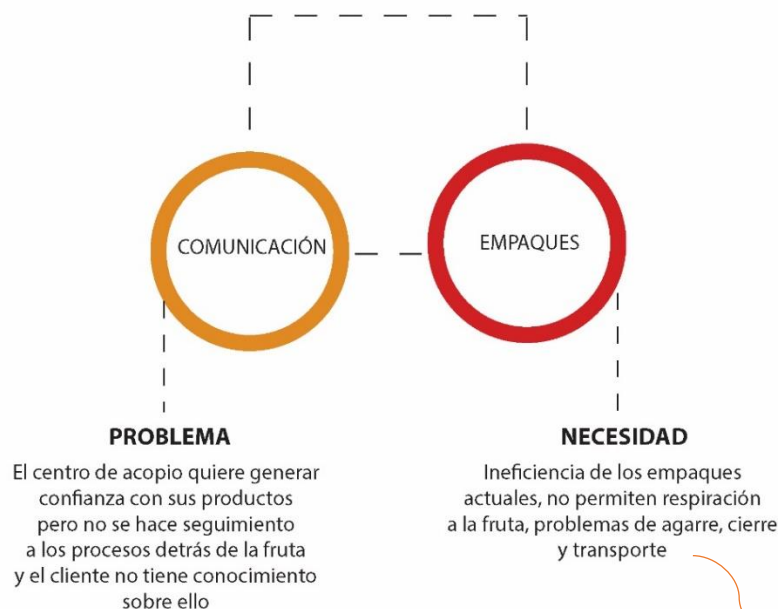 COMUNICACIÓN
EMPAQUES
PROBLEMA
El centro de acopio quiere generar
confianza con sus productos
pero no se hace seguimiento
a los procesos detrás de la fruta
y el cliente no tiene conocimiento
sobre ello
NECESIDAD
Ineficiencia de los empaques
actuales, no permiten respiración
a la fruta, problemas de agarre, cierre
y transporte